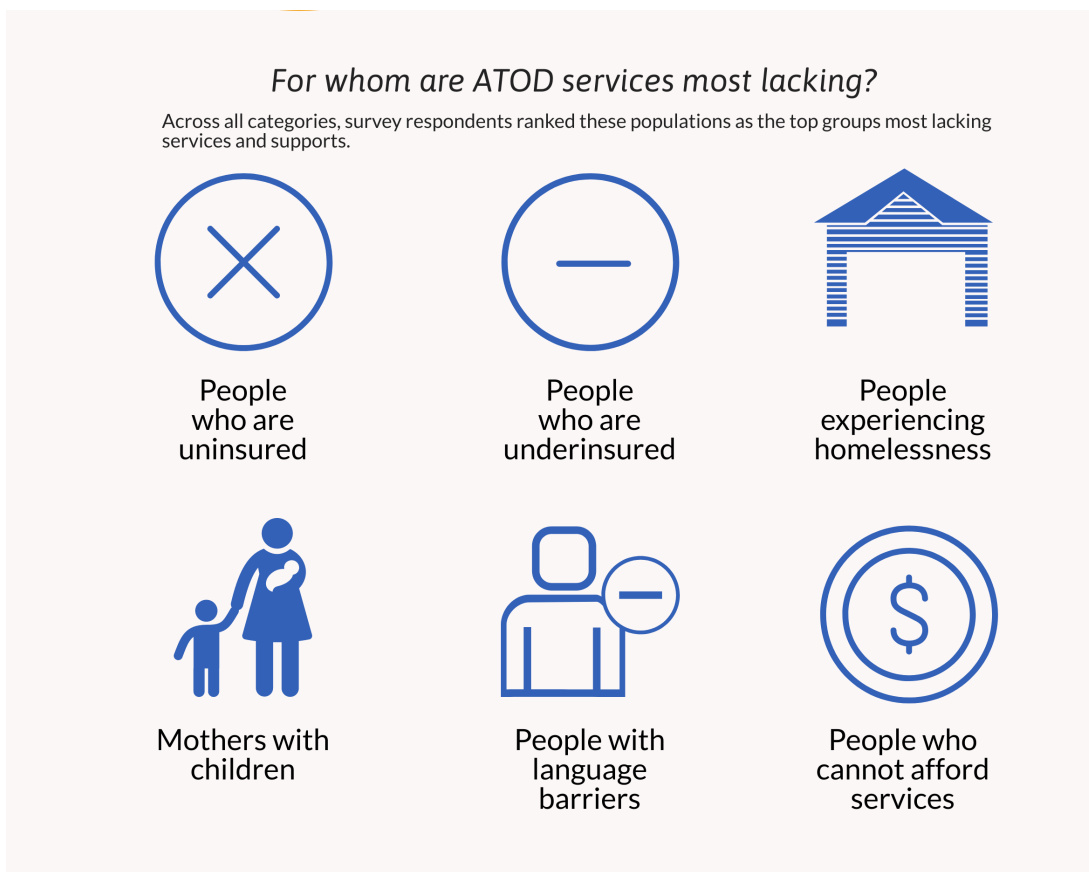 For whom are ATOD services most lacking?
Across all categories, survey respondents ranked these populations as the top groups most lacking
services and supports.
People
who are
uninsured
People
who are
underinsured
People
experiencing
homelessness
Mothers with
children
People with
language
barriers
$
People who
cannot afford
services